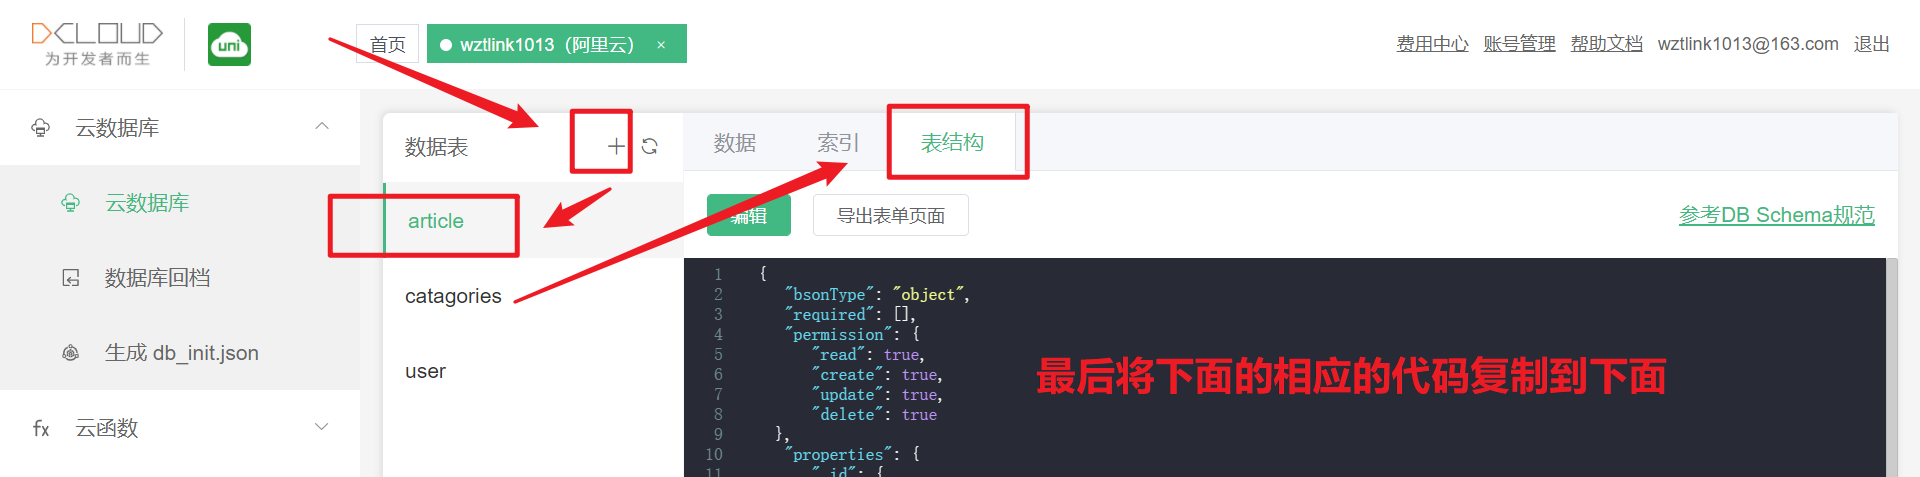 DCLOUD
为开发者而生
uni
首页
wztlink1013（阿里云） ×
费用中心 账号管理 帮助文档 wztlink1013@163.com 退出
云数据库
云数据库
数据库回档
生成 db_init.json
fx 云函数
数据表
article
catagories
user
数据 索引 表结构
编辑 导出表单页面 参考DB Schema规范
1 {
2 "bsonType": "object",
3 "required": [],
4 "permission": {
5 "read": true,
6 "create": true,
7 "update": true,
8 "delete": true
9 },
10 "properties": {
11 "_id": {
最后将下面的相应的代码复制到下面